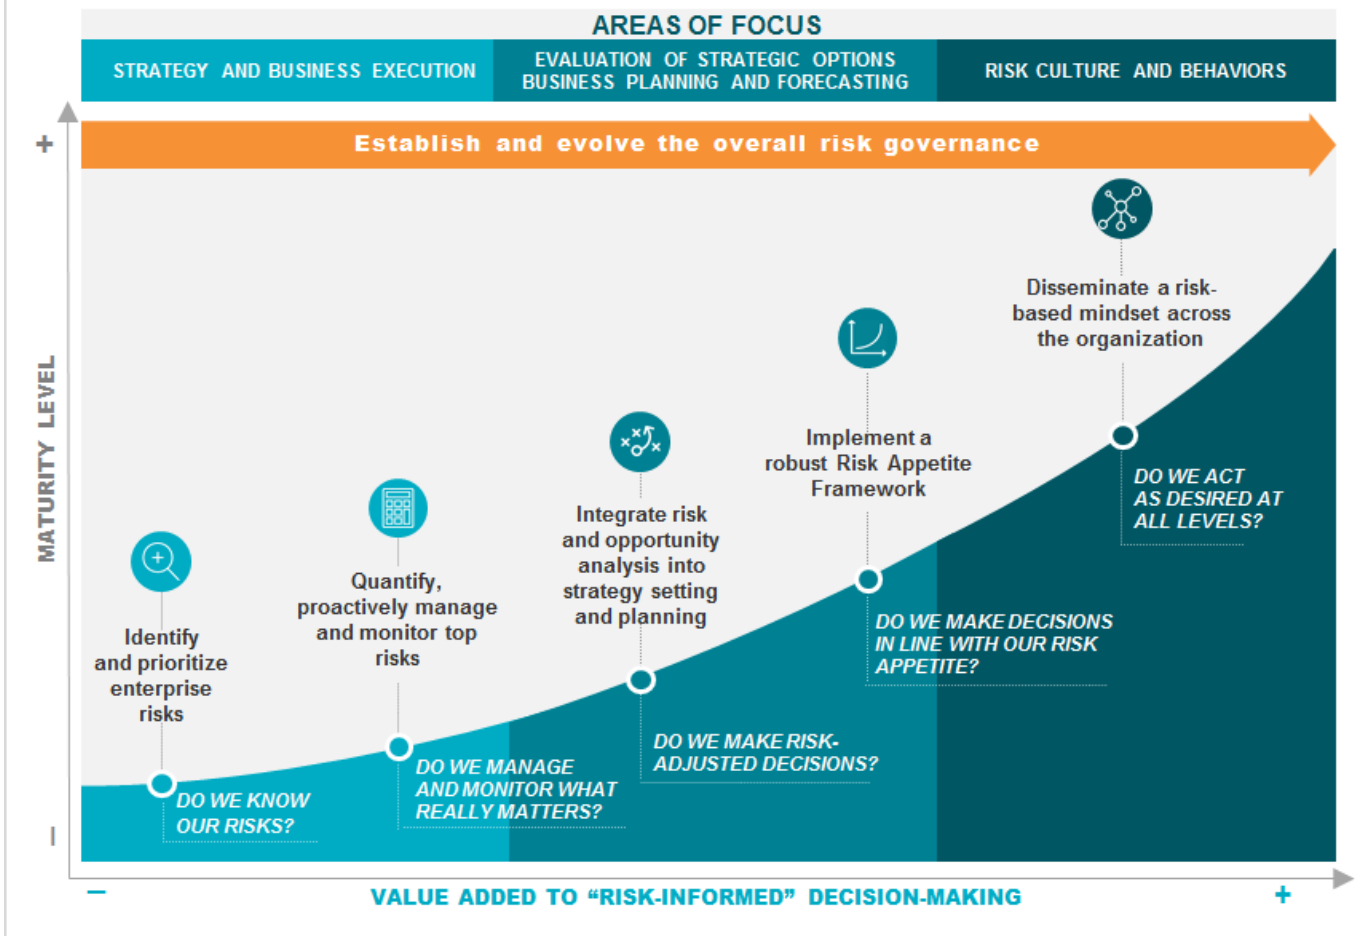 AREAS OF FOCUS
STRATEGY AND BUSINESS EXECUTION
EVALUATION OF STRATEGIC OPTIONS
BUSINESS PLANNING AND FORECASTING
RISK CULTURE AND BEHAVIORS
+
Establish and evolve the overall risk governance
Disseminate a risk-
based mindset across
the organization
Implement a
robust Risk Appetite
Framework
Integrate risk
and opportunity
analysis into
strategy setting
and planning
Quantify,
proactively manage
and monitor top
risks
Identify
and prioritize
enterprise
risks
DO WE KNOW
OUR RISKS?
DO WE MANAGE
AND MONITOR WHAT
REALLY MATTERS?
DO WE MAKE RISK-
ADJUSTED DECISIONS?
DO WE MAKE DECISIONS
IN LINE WITH OUR RISK
APPETITE?
DO WE ACT
AS DESIRED AT
ALL LEVELS?
MATURITY LEVEL
–
–
VALUE ADDED TO “RISK-INFORMED” DECISION-MAKING
+